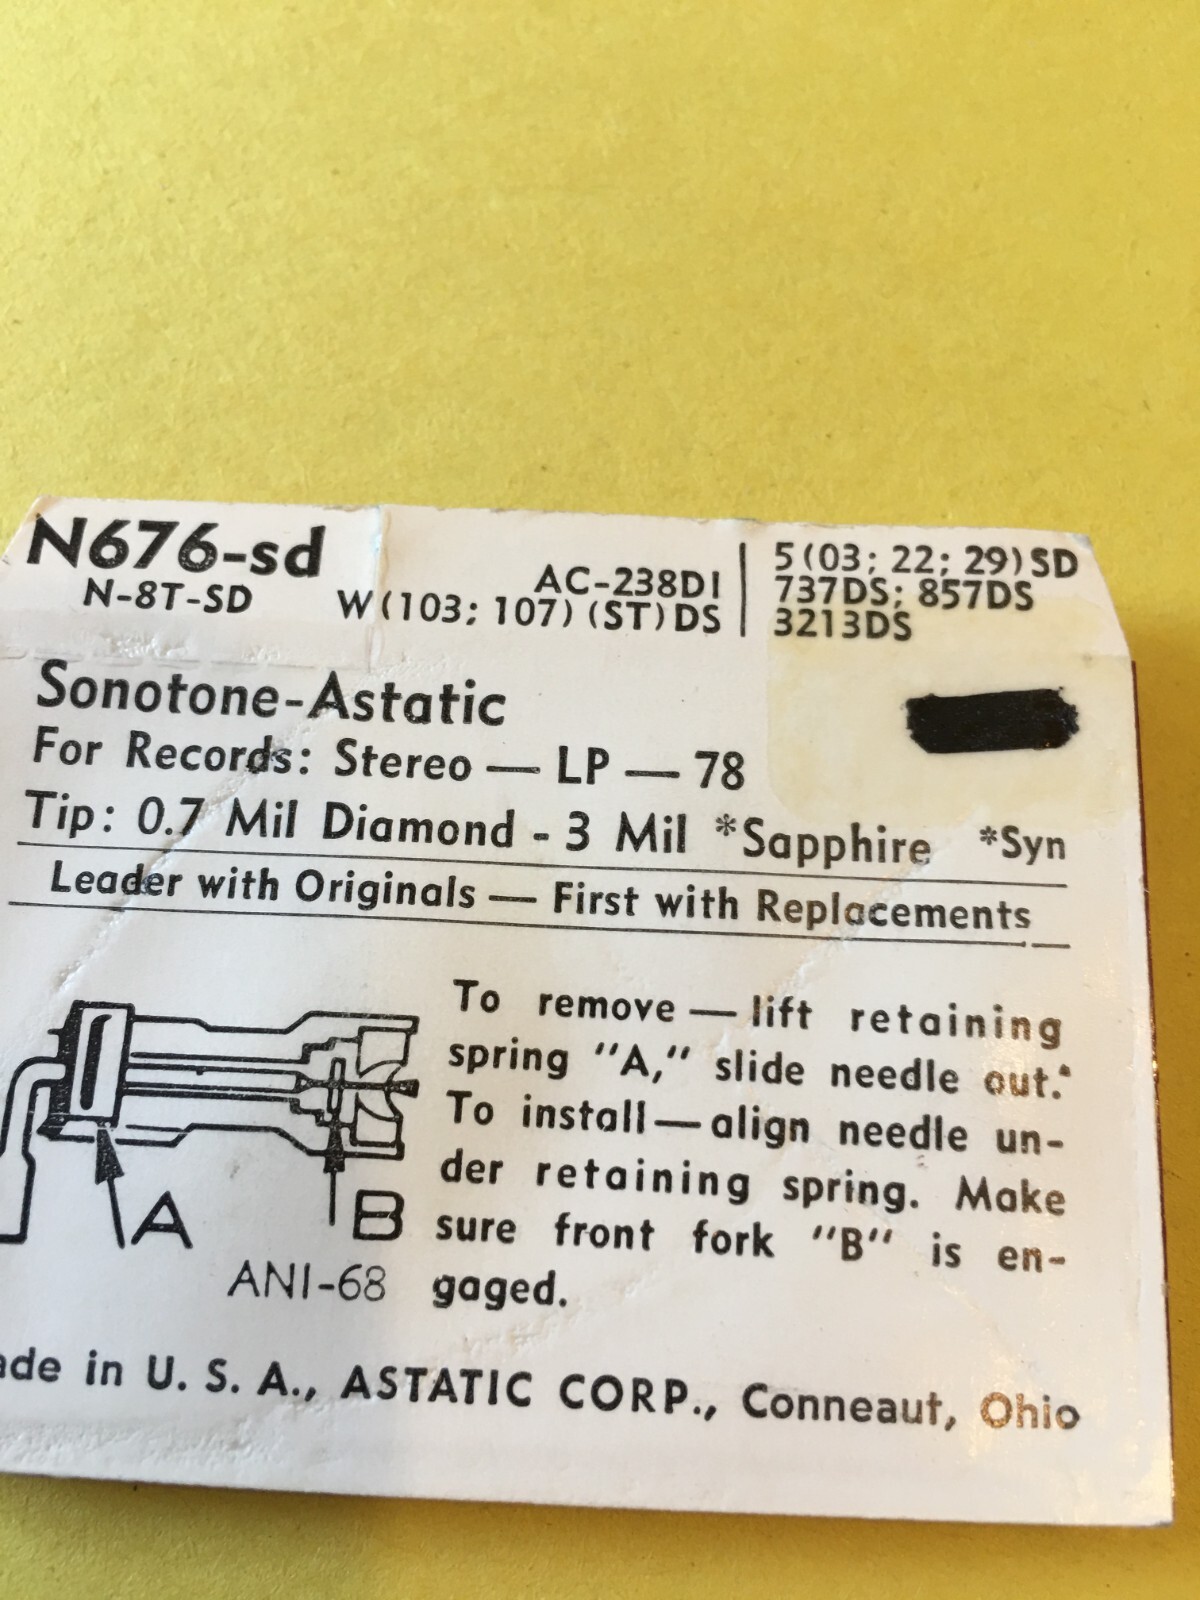 N676-sd
N-8T-SD
AC-238DI
W(103; 107) (ST)DS
5(03; 22; 29)SD
737DS; 857DS
3213DS
Sonotone-Astatic
For Records: Stereo — LP — 78
Tip: 0.7 Mil Diamond - 3 Mil *Sapphire *Syn
Leader with Originals — First with Replacements
To remove — lift retaining
spring "A," slide needle out.
To install — align needle un-
der retaining spring. Make
sure front fork "B" is en-
gaged.
A
B
ANI-68
ade in U. S. A., ASTATIC CORP., Conneaut, Ohio